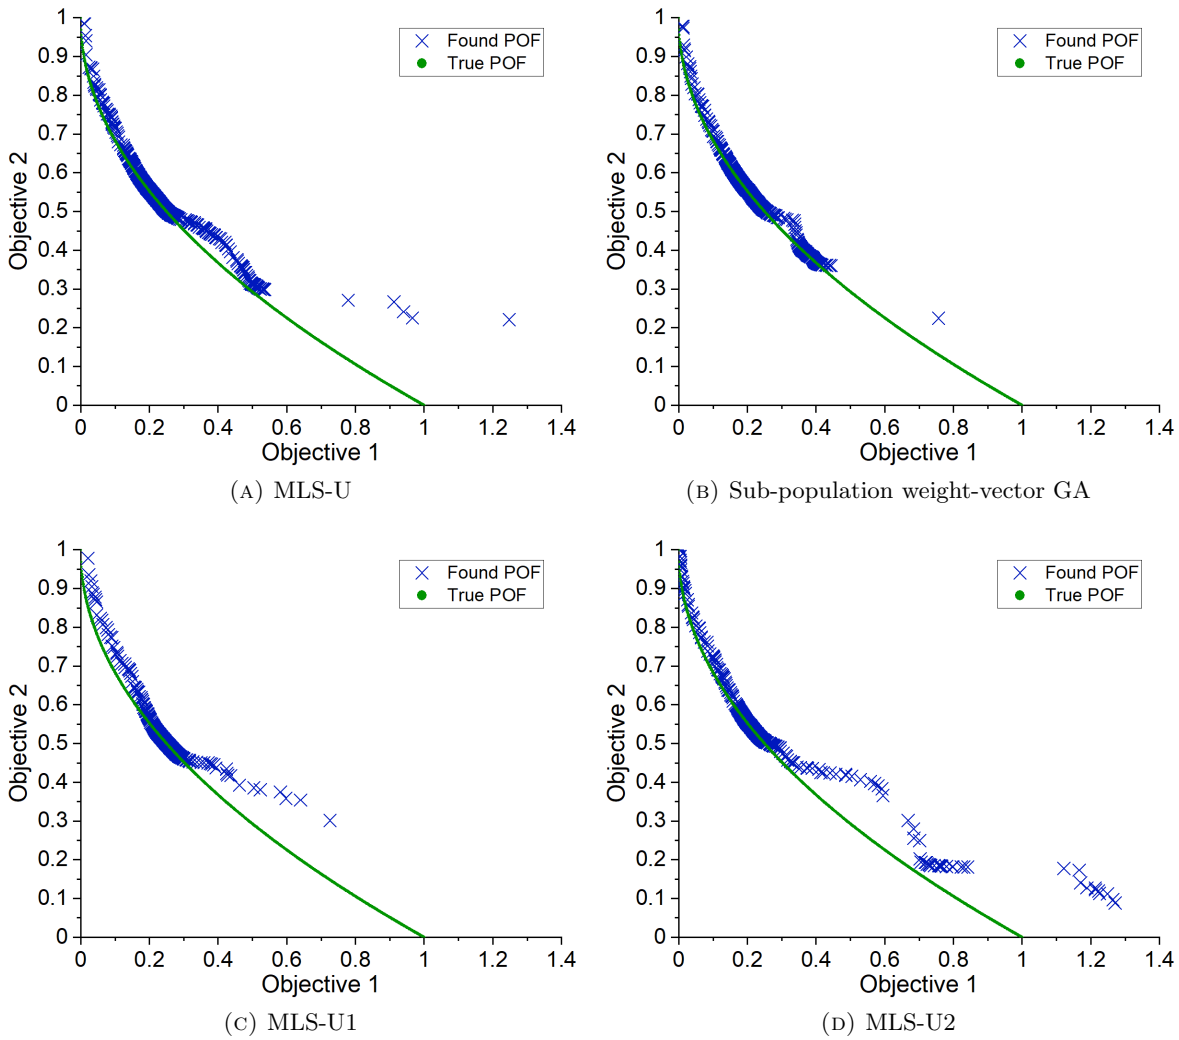 1
0.9
0.8
0.7
0.6
0.5
0.4
0.3
0.2
0.1
0
Objective 2
0 0.2 0.4 0.6 0.8 1 1.2 1.4
Objective 1
Found POF
True POF
(A) MLS-U
1
0.9
0.8
0.7
0.6
0.5
0.4
0.3
0.2
0.1
0
Objective 2
0 0.2 0.4 0.6 0.8 1 1.2 1.4
Objective 1
Found POF
True POF
(B) Sub-population weight-vector GA
1
0.9
0.8
0.7
0.6
0.5
0.4
0.3
0.2
0.1
0
Objective 2
0 0.2 0.4 0.6 0.8 1 1.2 1.4
Objective 1
Found POF
True POF
(C) MLS-U1
1
0.9
0.8
0.7
0.6
0.5
0.4
0.3
0.2
0.1
0
Objective 2
0 0.2 0.4 0.6 0.8 1 1.2 1.4
Objective 1
Found POF
True POF
(D) MLS-U2